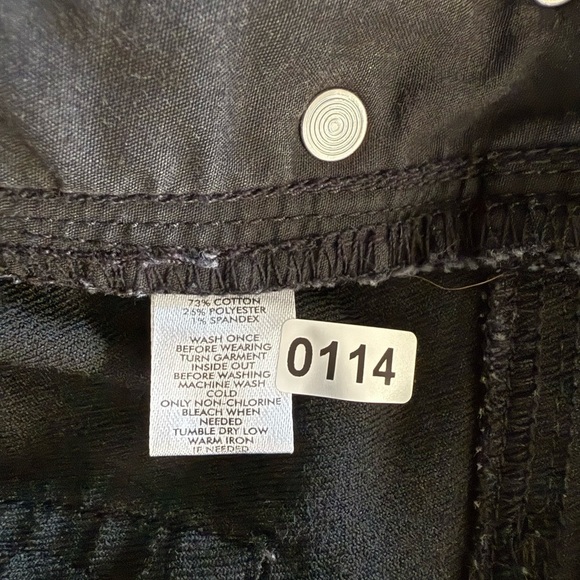 73% COTTON
26% POLYESTER
1% SPANDEX
WASH ONCE
BEFORE WEARING
TURN GARMENT
INSIDE OUT
BEFORE WASHING
MACHINE WASH
COLD
ONLY NON-CHLORINE
BLEACH WHEN
NEEDED
TUMBLE DRY LOW
WARM IRON
IF NEEDED
0114